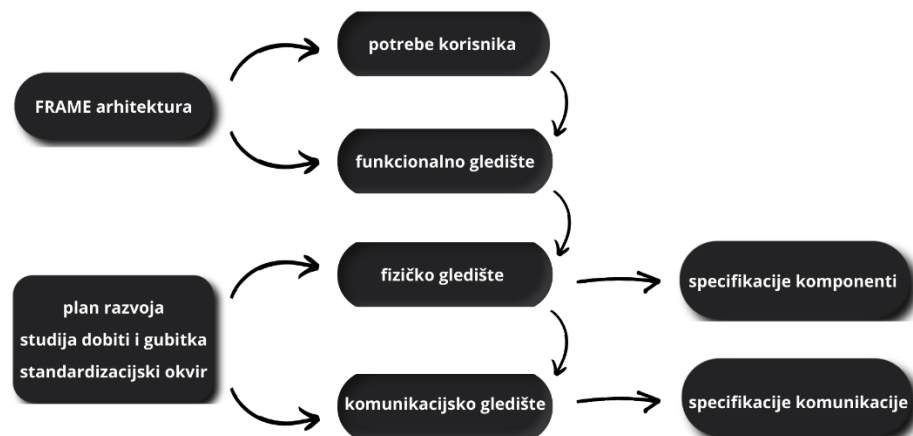 potrebe korisnika
FRAME arhitektura
funkcionalno gledište
fizičko gledište
specifikacije komponenti
plan razvoja
studija dobiti i gubitka
standardizacijski okvir
komunikacijsko gledište
specifikacije komunikacije